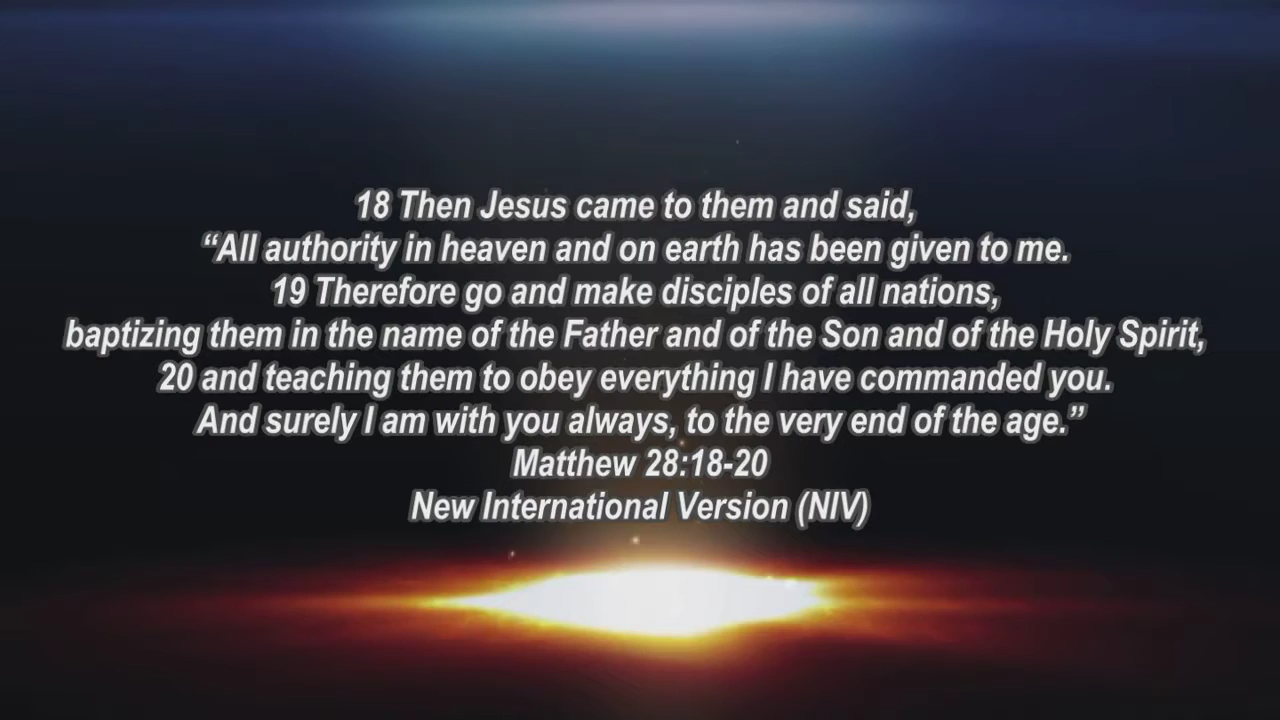 18 Then Jesus came to them and said,
“All authority in heaven and on earth has been given to me.
19 Therefore go and make disciples of all nations,
baptizing them in the name of the Father and of the Son and of the Holy Spirit,
20 and teaching them to obey everything I have commanded you.
And surely I am with you always, to the very end of the age.”
Matthew 28:18-20
New International Version (NIV)